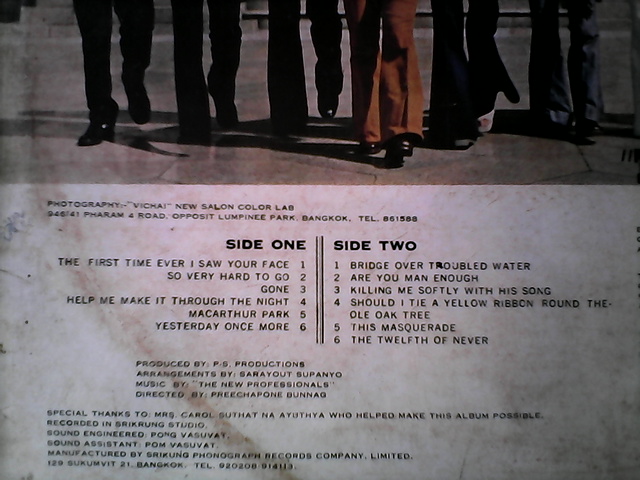 PHOTOGRAPHY:-"VICHAI" NEW SALON COLOR LAB
946/41 PHARAM 4 ROAD, OPPOSIT LUMPINEE PARK, BANGKOK. TEL. 861588
SIDE ONE
THE FIRST TIME EVER I SAW YOUR FACE 1
SO VERY HARD TO GO 2
GONE 3
HELP ME MAKE IT THROUGH THE NIGHT 4
MACARTHUR PARK 5
YESTERDAY ONCE MORE 6
SIDE TWO
1 BRIDGE OVER TROUBLED WATER
2 ARE YOU MAN ENOUGH
3 KILLING ME SOFTLY WITH HIS SONG
4 SHOULD I TIE A YELLOW RIBBON ROUND THE-
OLE OAK TREE
5 THIS MASQUERADE
6 THE TWELFTH OF NEVER
PRODUCED BY: P.S. PRODUCTIONS
ARRANGEMENTS BY: SARAYOUT SUPANYO
MUSIC BY: "THE NEW PROFESSIONALS"
DIRECTED BY: PREECHAPONE BUNNAG
SPECIAL THANKS TO: MRS. CAROL SUTHAT NA AYUTHYA WHO HELPED MAKE THIS ALBUM POSSIBLE.
RECORDED IN SRIKRUNG STUDIO.
SOUND ENGINEERED: PONG VASUVAT.
SOUND ASSISTANT: POM VASUVAT.
MANUFACTURED BY SRIKUNG PHONOGRAPH RECORDS COMPANY, LIMITED.
129 SUKUMVIT 21, BANGKOK. TEL. 920208-914113.